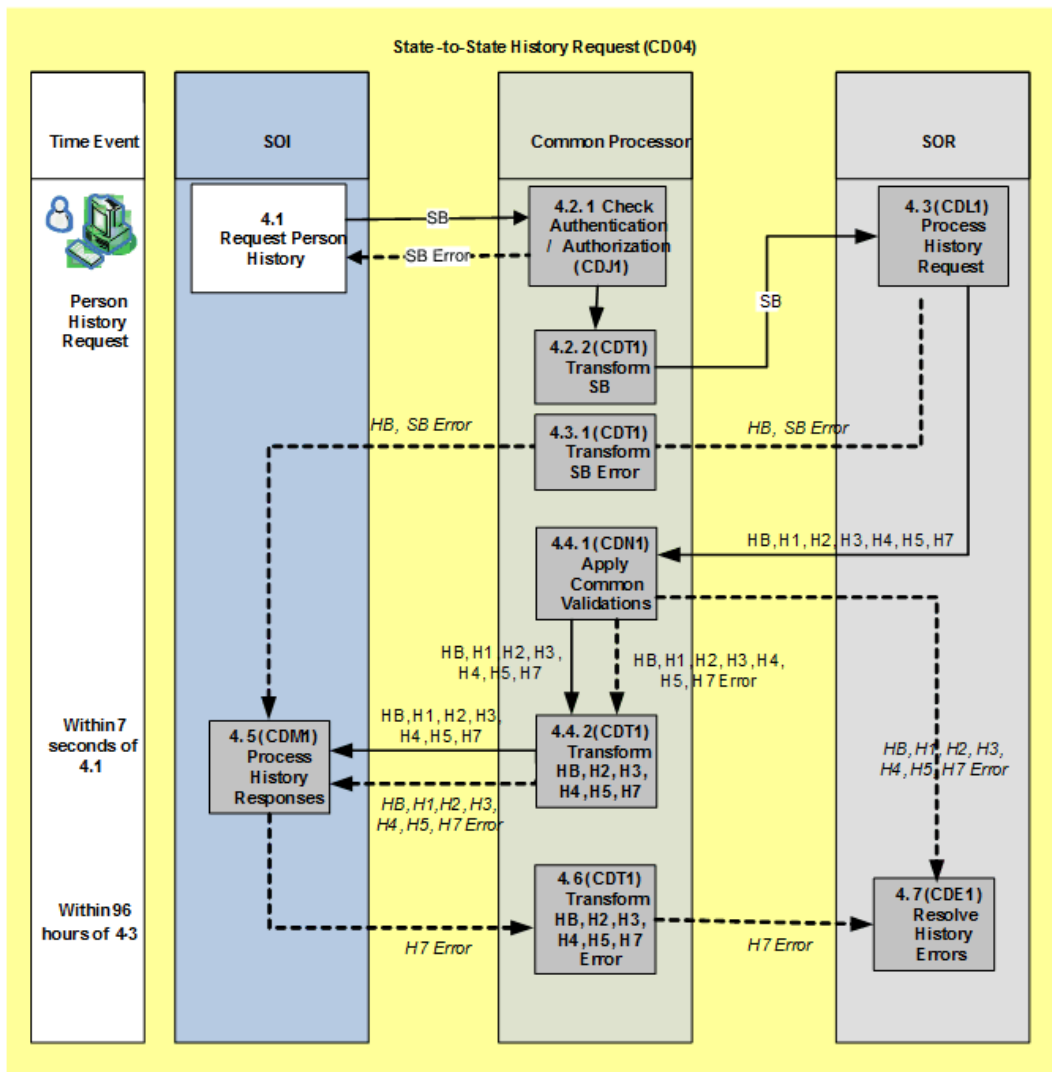 State-to-State History Request (CD04)
Time Event
SOI
Common Processor
SOR
Person
History
Request
4.1
Request Person
History
SB
SB Error
4.2.1 Check
Authentication
/ Authorization
(CDJ1)
4.2.2(CDT1)
Transform
SB
SB
4.3(CDL1)
Process
History
Request
HB, SB Error
4.3.1(CDT1)
Transform
SB Error
HB, SB Error
HB,H1,H2,H3,H4,H5,H7
4.4.1(CDN1)
Apply
Common
Validations
HB,H1,H2,H3,
H4,H5,H7
HB,H1,H2,H3,H4,
H5,H7 Error
Within 7
seconds of
4.1
HB,H1,H2,H3,
H4,H5,H7
4.5(CDM1)
Process
History
Responses
HB,H1,H2,H3,
H4,H5,H7 Error
4.4.2(CDT1)
Transform
HB,H2,H3,
H4,H5,H7
HB,H1,H2,H3,
H4,H5,H7 Error
Within 96
hours of 4.3
H7 Error
4.6(CDT1)
Transform
HB,H2,H3,
H4,H5,H7
Error
H7 Error
4.7(CDE1)
Resolve
History
Errors